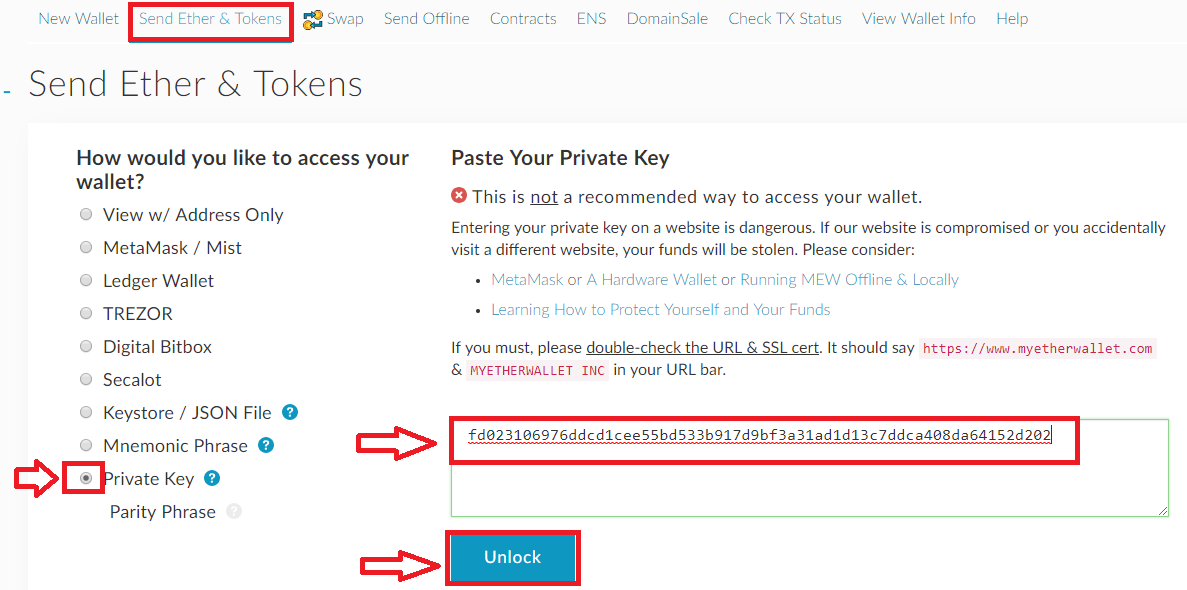 New Wallet Send Ether & Tokens Swap Send Offline Contracts ENS DomainSale Check TX Status View Wallet Info Help
Send Ether & Tokens
How would you like to access your
wallet?
View w/ Address Only
MetaMask / Mist
Ledger Wallet
TREZOR
Digital Bitbox
Secalot
Keystore / JSON File ?
Mnemonic Phrase ?
Private Key ?
Parity Phrase ?
Paste Your Private Key
This is not a recommended way to access your wallet.
Entering your private key on a website is dangerous. If our website is compromised or you accidentally
visit a different website, your funds will be stolen. Please consider:
• MetaMask or A Hardware Wallet or Running MEW Offline & Locally
• Learning How to Protect Yourself and Your Funds
If you must, please double-check the URL & SSL cert. It should say https://www.myetherwallet.com
& MYETHERWALLET INC in your URL bar.
fd023106976ddcd1cee55bd533b917d9bf3a31ad1d13c7ddca408da64152d202
Unlock